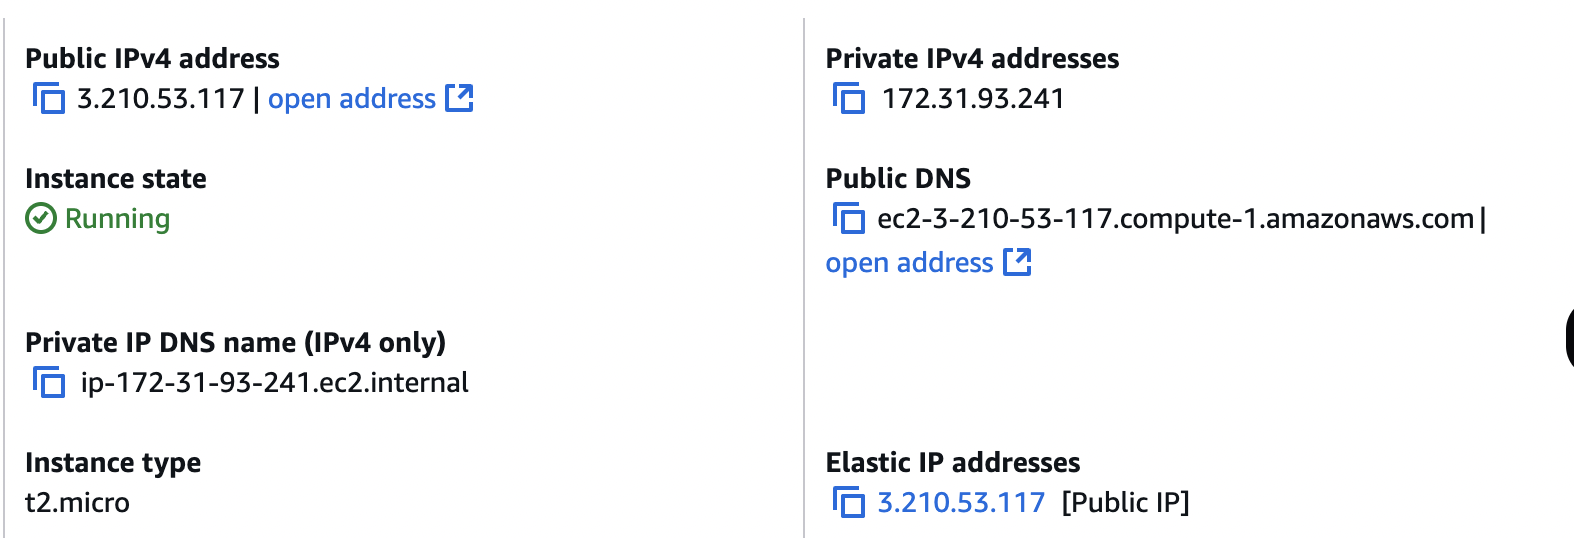 Public IPv4 address
3.210.53.117 | open address
Private IPv4 addresses
172.31.93.241
Instance state
Running
Public DNS
ec2-3-210-53-117.compute-1.amazonaws.com |
open address
Private IP DNS name (IPv4 only)
ip-172-31-93-241.ec2.internal
Instance type
t2.micro
Elastic IP addresses
3.210.53.117 [Public IP]